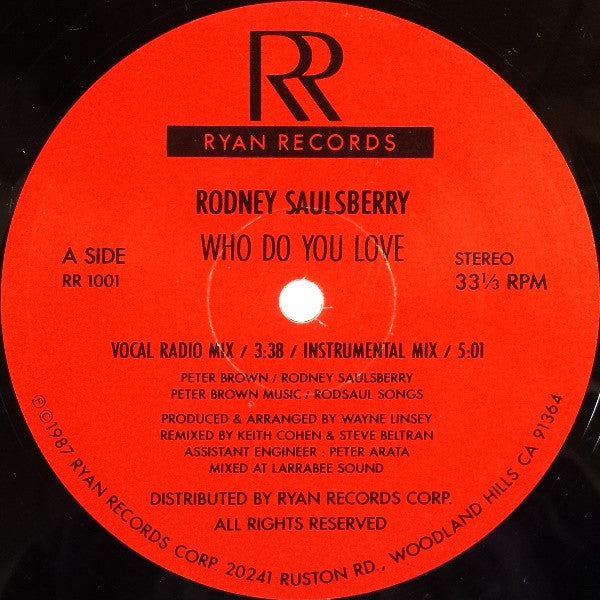 RR
RYAN RECORDS
RODNEY SAULSBERRY
WHO DO YOU LOVE
A SIDE
RR 1001
STEREO
33⅓ RPM
VOCAL RADIO MIX / 3:38 / INSTRUMENTAL MIX / 5:01
PETER BROWN / RODNEY SAULSBERRY
PETER BROWN MUSIC / RODSAUL SONGS
PRODUCED & ARRANGED BY WAYNE LINSEY
REMIXED BY KEITH COHEN & STEVE BELTRAN
ASSISTANT ENGINEER : PETER ARATA
MIXED AT LARRABEE SOUND
DISTRIBUTED BY RYAN RECORDS CORP.
ALL RIGHTS RESERVED
℗©1987 RYAN RECORDS CORP. 20241 RUSTON RD., WOODLAND HILLS CA 91364